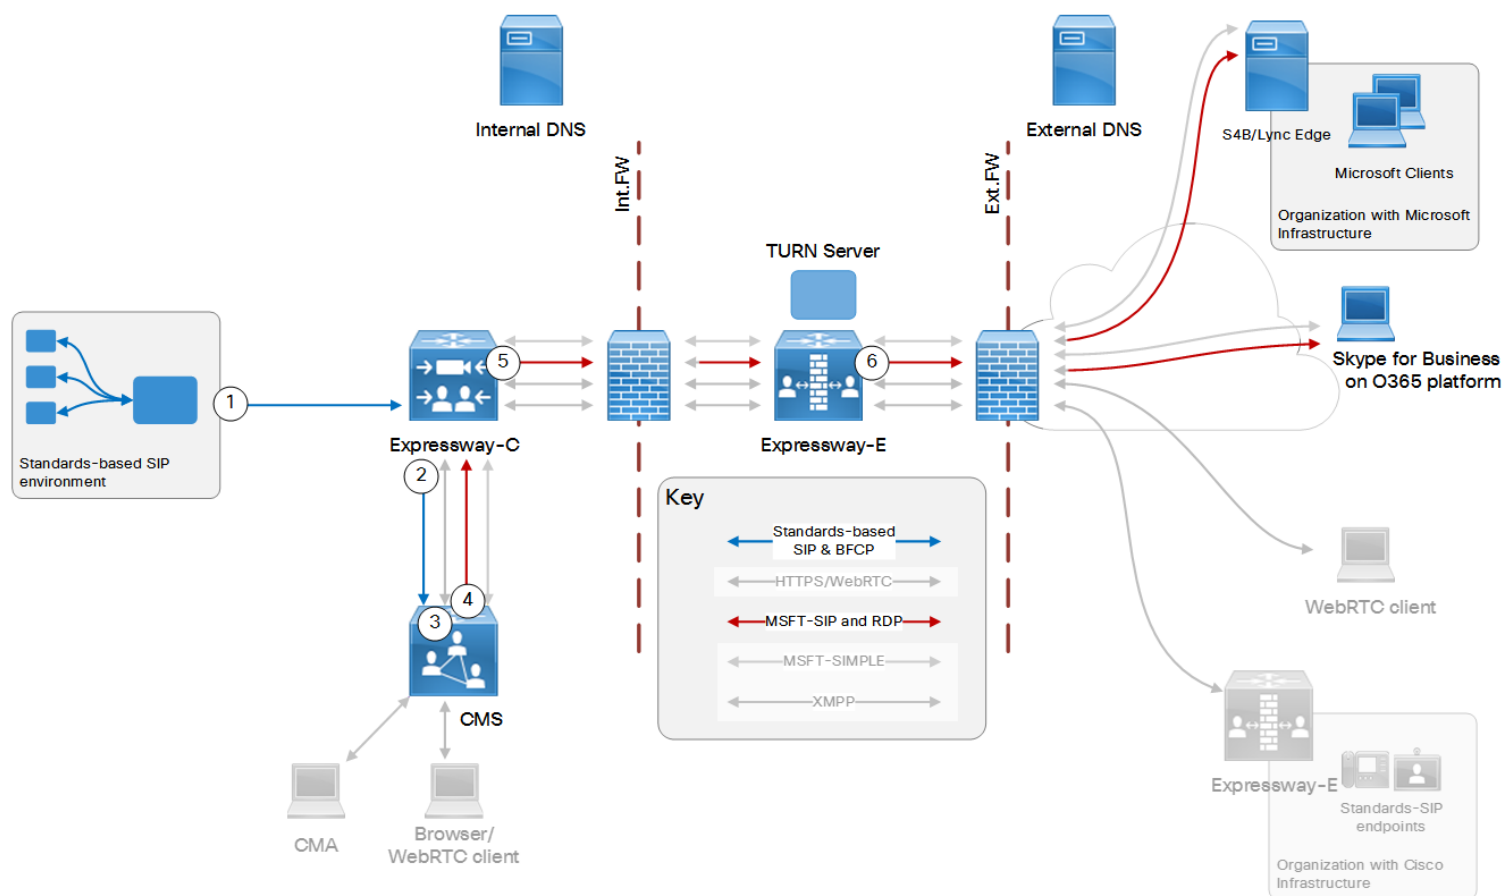 Internal DNS
External DNS
S4B/Lync Edge
Microsoft Clients
Organization with Microsoft
Infrastructure
Int.FW
Ext.FW
TURN Server
Skype for Business
on O365 platform
1
5
6
Standards-based SIP
environment
Expressway-C
Expressway-E
2
Key
Standards-based
SIP & BFCP
HTTPS/WebRTC
MSFT-SIP and RDP
MSFT-SIMPLE
XMPP
4
3
CMS
WebRTC client
CMA
Browser/
WebRTC client
Expressway-E
Standards-SIP
endpoints
Organization with Cisco
Infrastructure